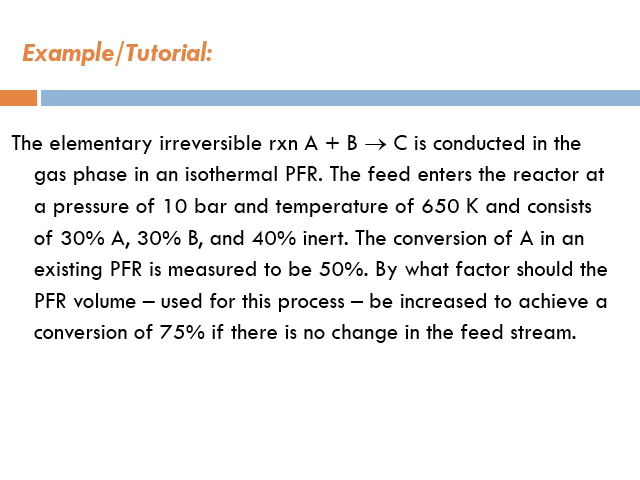 Example/Tutorial:
The elementary irreversible rxn A + B → C is conducted in the
gas phase in an isothermal PFR. The feed enters the reactor at
a pressure of 10 bar and temperature of 650 K and consists
of 30% A, 30% B, and 40% inert. The conversion of A in an
existing PFR is measured to be 50%. By what factor should the
PFR volume – used for this process – be increased to achieve a
conversion of 75% if there is no change in the feed stream.